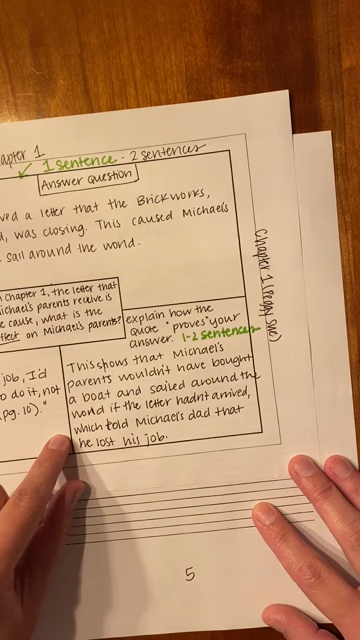 apter 1
1 sentence - 2 sentences
Answer question
ved a letter that the Brickworks,
d, was closing. This caused Michael's
sail around the world.
n chapter 1, the letter that
Michael's parents receive is
e cause, what is the
effect on Michael's parents?
explain how the
quote "proves" your
answer. 1-2 sentences
job, I'd
o do it, not
pg. 10)."
This shows that Michael's
parents wouldn't have bought
a boat and sailed around the
world if the letter hadn't arrived,
which told Michael's dad that
he lost his job.
Chapter 1 (Peggy Sue)
5